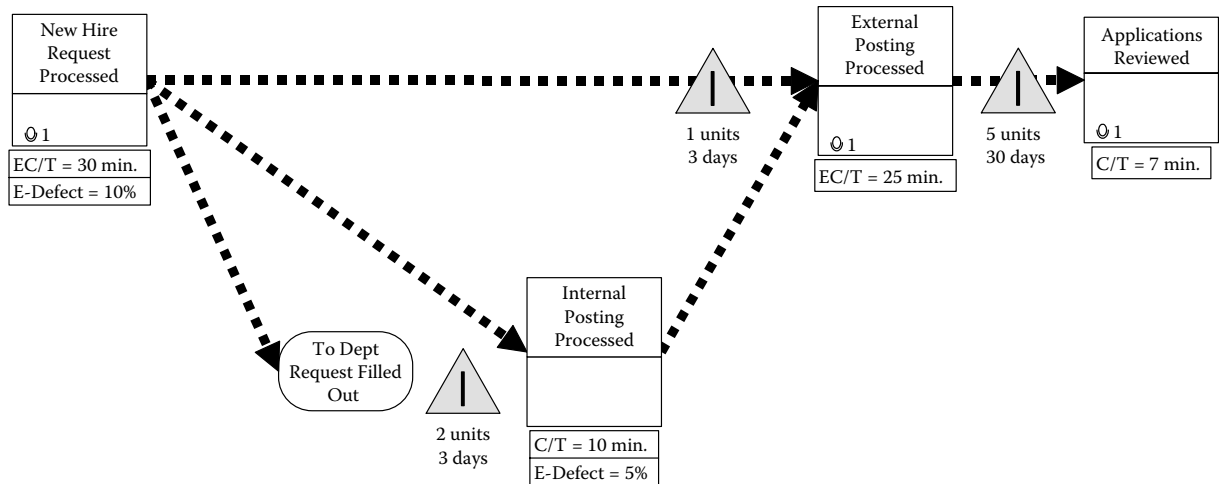 New Hire
Request
Processed
1
EC/T = 30 min.
E-Defect = 10%
1 units
3 days
External
Posting
Processed
1
EC/T = 25 min.
5 units
30 days
Applications
Reviewed
1
C/T = 7 min.
To Dept
Request Filled
Out
2 units
3 days
Internal
Posting
Processed
C/T = 10 min.
E-Defect = 5%